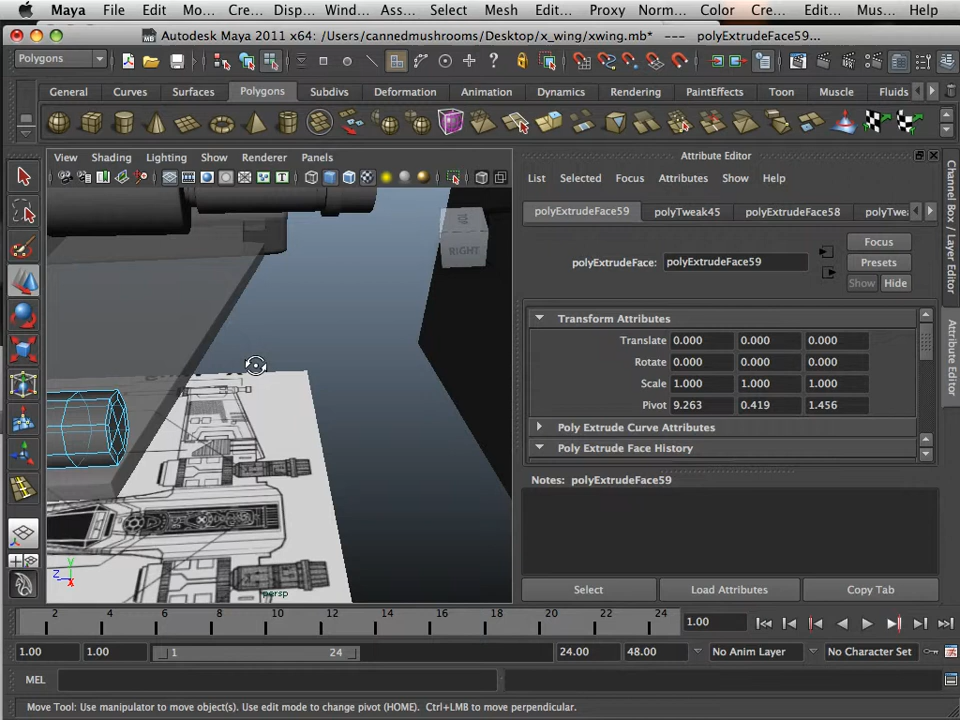 Maya File Edit Mo... Cre... Disp... Wind... Ass... Select Mesh Edit... Proxy Norm... Color Cre... Edit... Mus... Help
MB Autodesk Maya 2011 x64: /Users/cannedmushrooms/Desktop/x_wing/xwing.mb* --- polyExtrudeFace59...
Polygons
General Curves Surfaces Polygons Subdivs Deformation Animation Dynamics Rendering PaintEffects Toon Muscle Fluids
View Shading Lighting Show Renderer Panels
Attribute Editor
List Selected Focus Attributes Show Help
polyExtrudeFace59 polyTweak45 polyExtrudeFace58 polyTwea
RIGHT
polyExtrudeFace: polyExtrudeFace59
Focus
Presets
Show Hide
Transform Attributes
Translate 0.000 0.000 0.000
Rotate 0.000 0.000 0.000
Scale 1.000 1.000 1.000
Pivot 9.263 0.419 1.456
Poly Extrude Curve Attributes
Poly Extrude Face History
Notes: polyExtrudeFace59
Select Load Attributes Copy Tab
Channel Box / Layer Editor
Attribute Editor
Y
Z
X
persp
2 4 6 8 10 12 14 16 18 20 22 24
1.00
1.00 1.00 1 24 24.00 48.00 No Anim Layer No Character Set
MEL
Move Tool: Use manipulator to move object(s). Use edit mode to change pivot (HOME). Ctrl+LMB to move perpendicular.